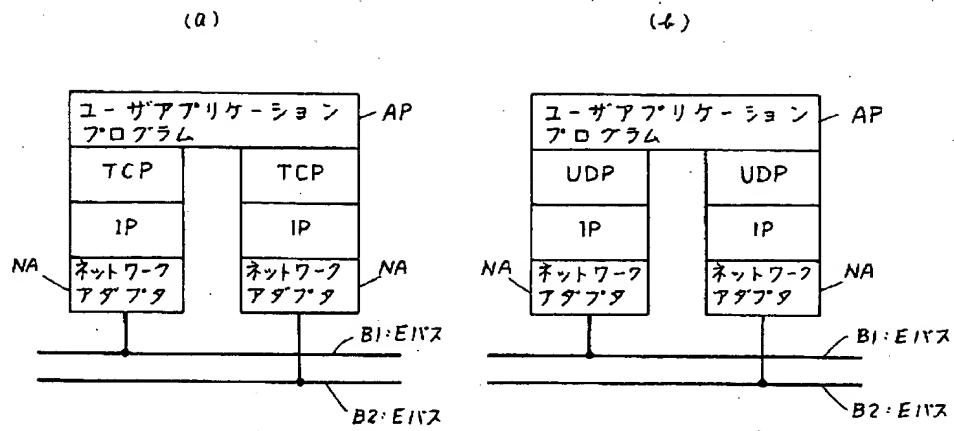 (a)
ユーザアプリケーション
プログラム
AP
TCP
TCP
IP
IP
NA
ネットワーク
アダプタ
ネットワーク
アダプタ
NA
B1:Eバス
B2:Eバス
(b)
ユーザアプリケーション
プログラム
AP
UDP
UDP
IP
IP
NA
ネットワーク
アダプタ
ネットワーク
アダプタ
NA
B1:Eバス
B2:Eバス